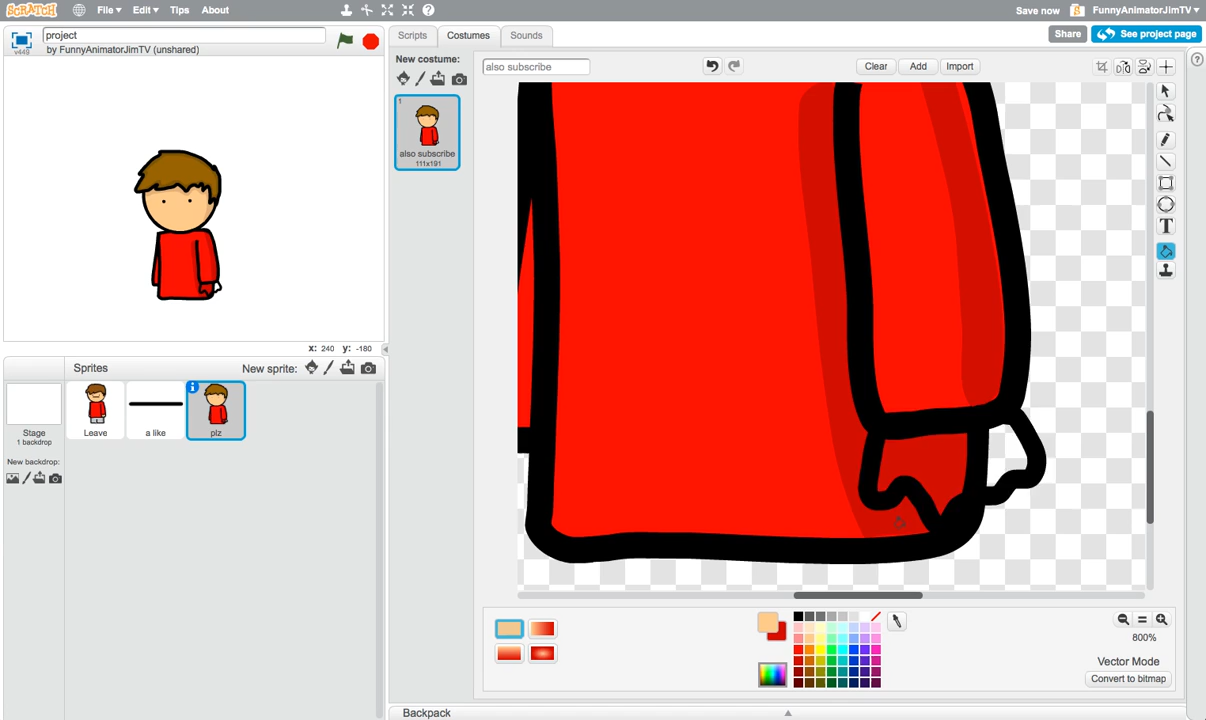 SCRATCH File▼ Edit▼ Tips About Save now FunnyAnimatorJimTV▼
v449 project
by FunnyAnimatorJimTV (unshared)
Scripts Costumes Sounds Share See project page
New costume:
also subscribe Clear Add Import
1
also subscribe
111x191
x: 240 y: -180
Sprites New sprite:
Stage
1 backdrop
New backdrop:
Leave
a like
plz
T
800%
Vector Mode
Convert to bitmap
Backpack